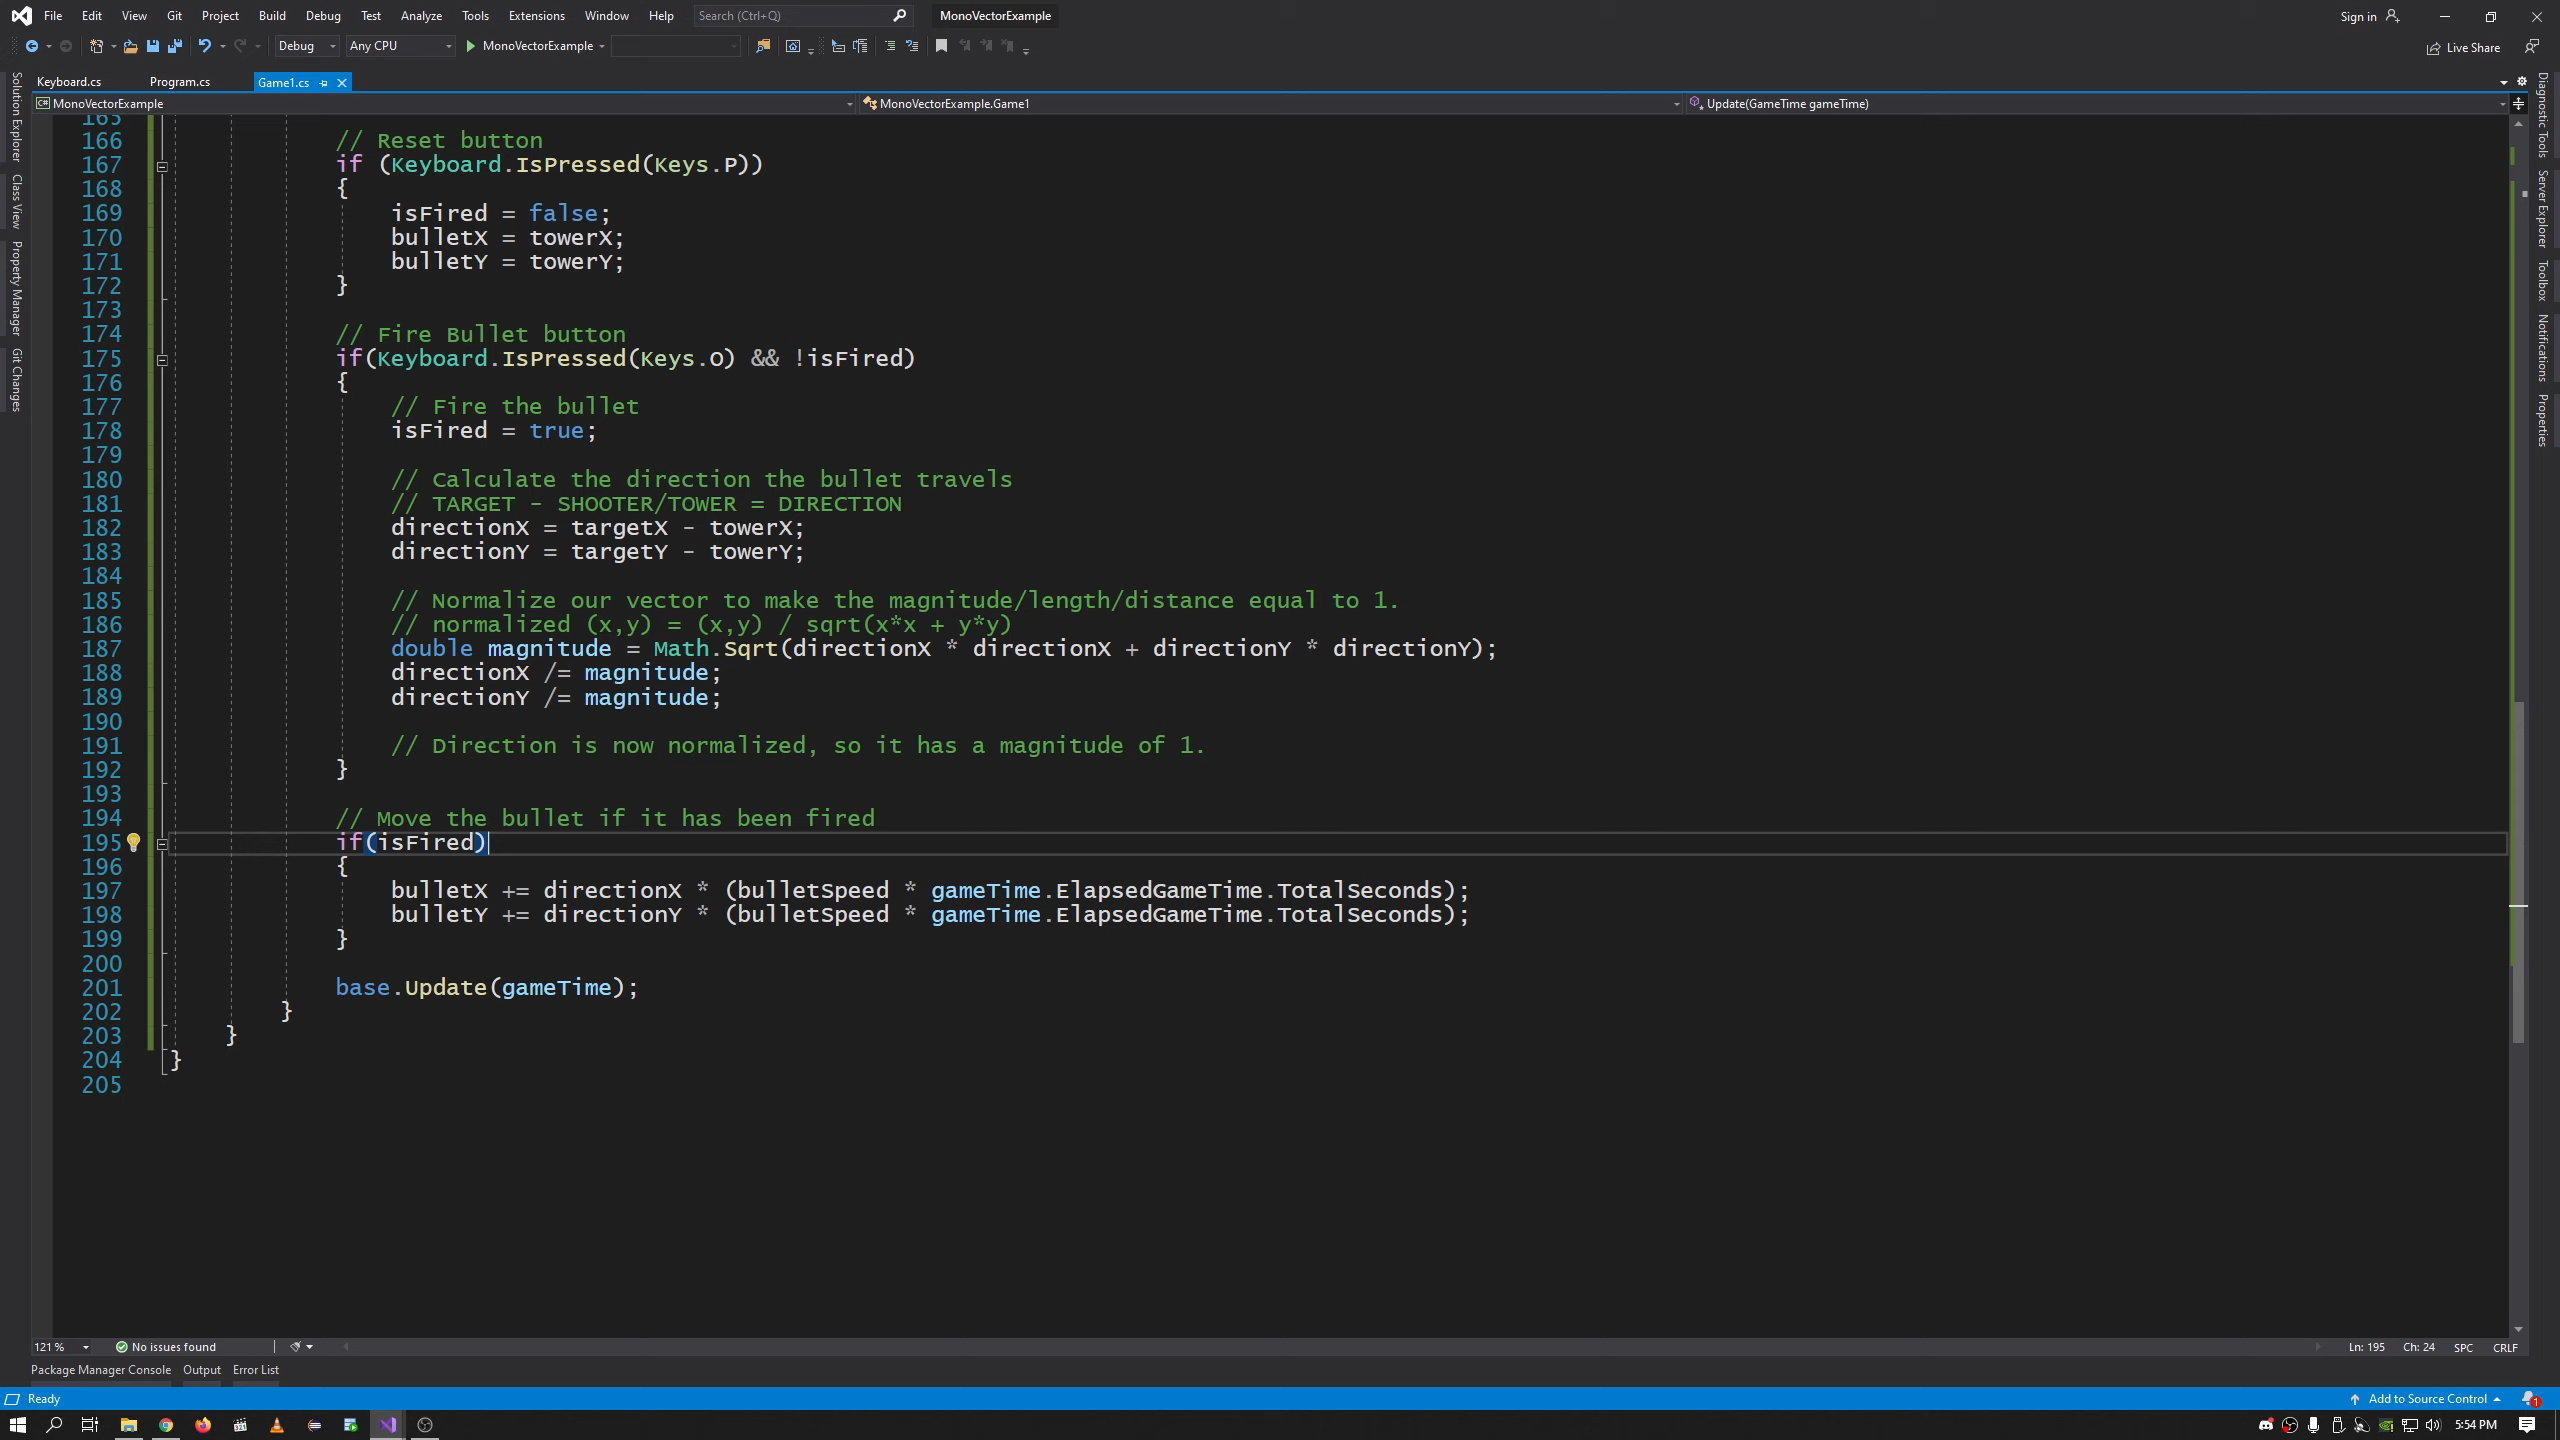 File Edit View Git Project Build Debug Test Analyze Tools Extensions Window Help Search (Ctrl+Q) MonoVectorExample Sign in
Debug Any CPU MonoVectorExample Live Share
Keyboard.cs Program.cs Game1.cs
MonoVectorExample MonoVectorExample.Game1 Update(GameTime gameTime)
Solution Explorer
Class View
Property Manager
Git Changes
165
166 // Reset button
167 if (Keyboard.IsPressed(Keys.P))
168 {
169 isFired = false;
170 bulletX = towerX;
171 bulletY = towerY;
172 }
173
174 // Fire Bullet button
175 if(Keyboard.IsPressed(Keys.O) && !isFired)
176 {
177 // Fire the bullet
178 isFired = true;
179
180 // Calculate the direction the bullet travels
181 // TARGET - SHOOTER/TOWER = DIRECTION
182 directionX = targetX - towerX;
183 directionY = targetY - towerY;
184
185 // Normalize our vector to make the magnitude/length/distance equal to 1.
186 // normalized (x,y) = (x,y) / sqrt(x*x + y*y)
187 double magnitude = Math.Sqrt(directionX * directionX + directionY * directionY);
188 directionX /= magnitude;
189 directionY /= magnitude;
190
191 // Direction is now normalized, so it has a magnitude of 1.
192 }
193
194 // Move the bullet if it has been fired
195 if(isFired)
196 {
197 bulletX += directionX * (bulletSpeed * gameTime.ElapsedGameTime.TotalSeconds);
198 bulletY += directionY * (bulletSpeed * gameTime.ElapsedGameTime.TotalSeconds);
199 }
200
201 base.Update(gameTime);
202 }
203 }
204 }
205
Diagnostic Tools
Server Explorer
Toolbox
Notifications
Properties
121 % No issues found Ln: 195 Ch: 24 SPC CRLF
Package Manager Console Output Error List
Ready Add to Source Control 1
5:54 PM